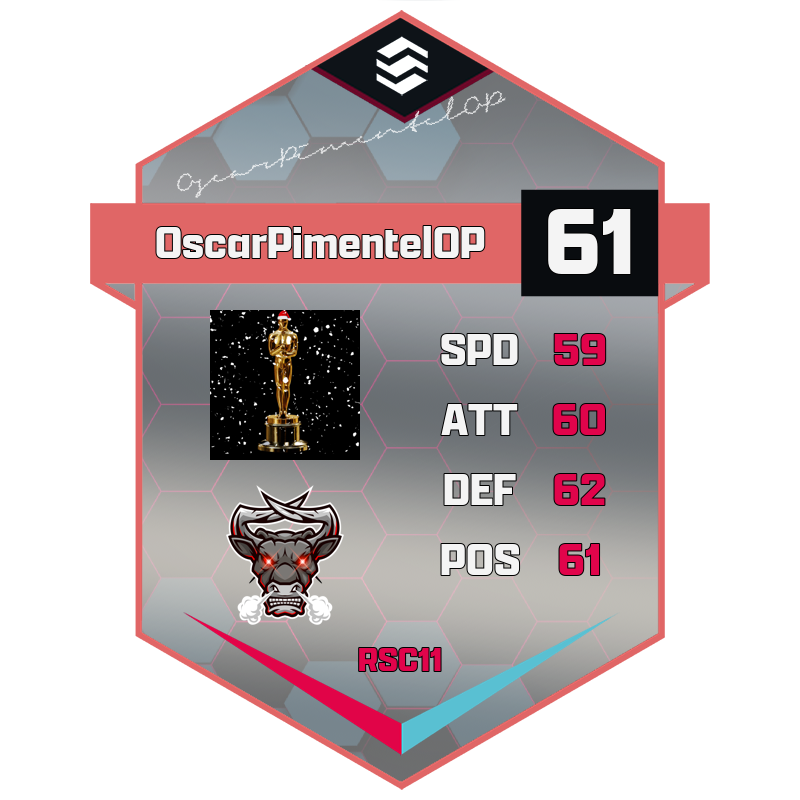 OscarPimentelOP
OscarPimentelOP 61
SPD 59
ATT 60
DEF 62
POS 61
RSC11